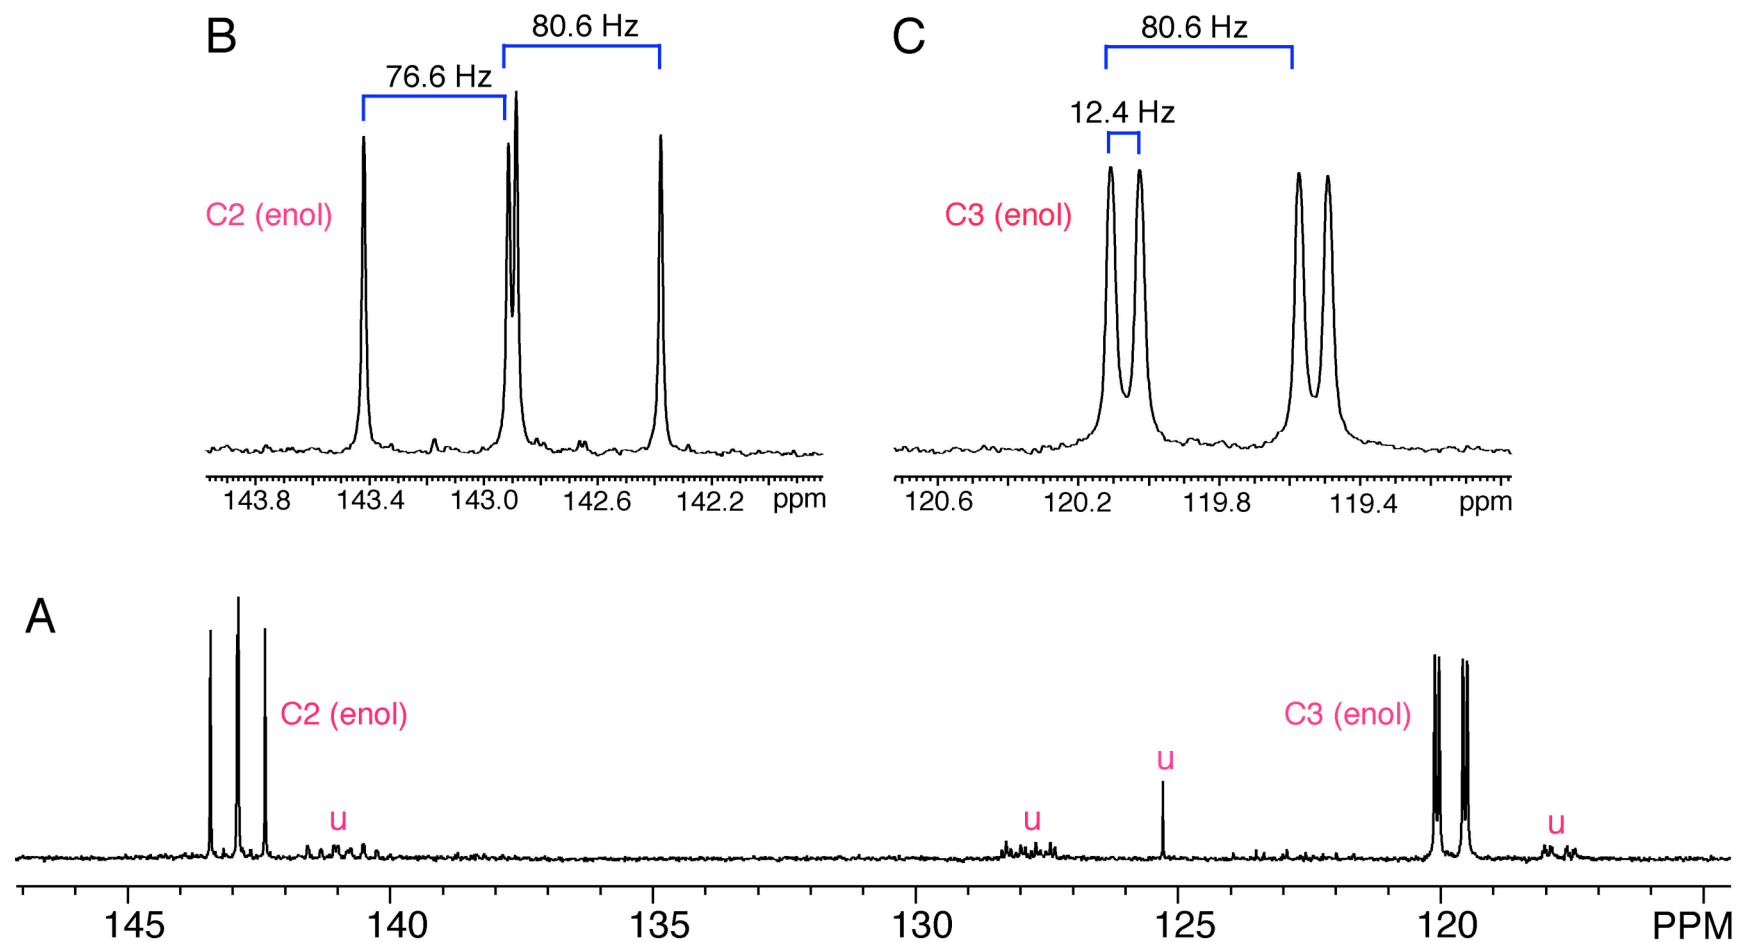 B
80.6 Hz
76.6 Hz
C2 (enol)
143.8 143.4 143.0 142.6 142.2 ppm
C
80.6 Hz
12.4 Hz
C3 (enol)
120.6 120.2 119.8 119.4 ppm
A
C2 (enol)
C3 (enol)
u
u
u
u
145 140 135 130 125 120 PPM